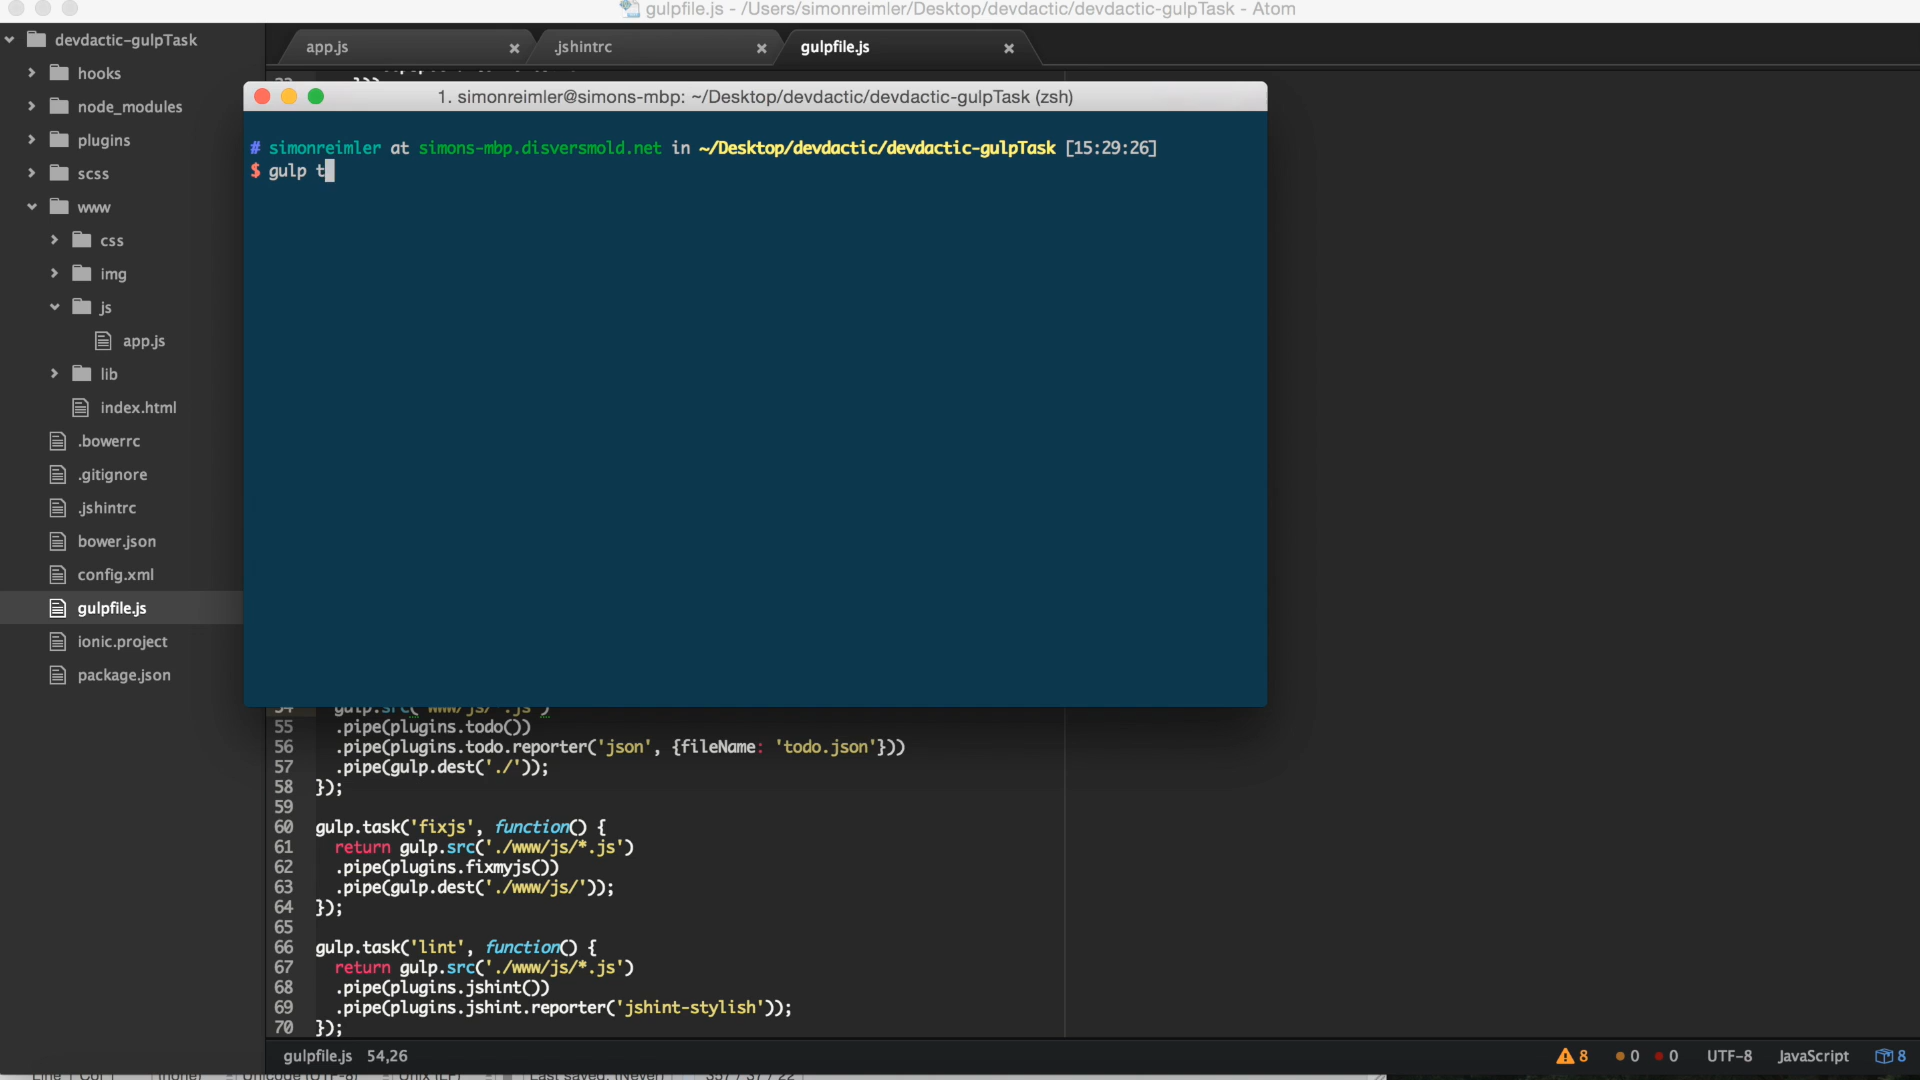 gulpfile.js - /Users/simonreimler/Desktop/devdactic/devdactic-gulpTask - Atom
devdactic-gulpTask
hooks
node_modules
plugins
scss
www
css
img
js
app.js
lib
index.html
.bowerrc
.gitignore
.jshintrc
bower.json
config.xml
gulpfile.js
ionic.project
package.json
app.js
.jshintrc
gulpfile.js
1. simonreimler@simons-mbp: ~/Desktop/devdactic/devdactic-gulpTask (zsh)
# simonreimler at simons-mbp.disversmold.net in ~/Desktop/devdactic/devdactic-gulpTask [15:29:26]
$ gulp t
54 gulp.src('www/js/*.js')
55 .pipe(plugins.todo())
56 .pipe(plugins.todo.reporter('json', {fileName: 'todo.json'}))
57 .pipe(gulp.dest('./'));
58 });
59
60 gulp.task('fixjs', function() {
61 return gulp.src('./www/js/*.js')
62 .pipe(plugins.fixmyjs())
63 .pipe(gulp.dest('./www/js/'));
64 });
65
66 gulp.task('lint', function() {
67 return gulp.src('./www/js/*.js')
68 .pipe(plugins.jshint())
69 .pipe(plugins.jshint.reporter('jshint-stylish'));
70 });
gulpfile.js 54,26
8 0 0 UTF-8 JavaScript 8